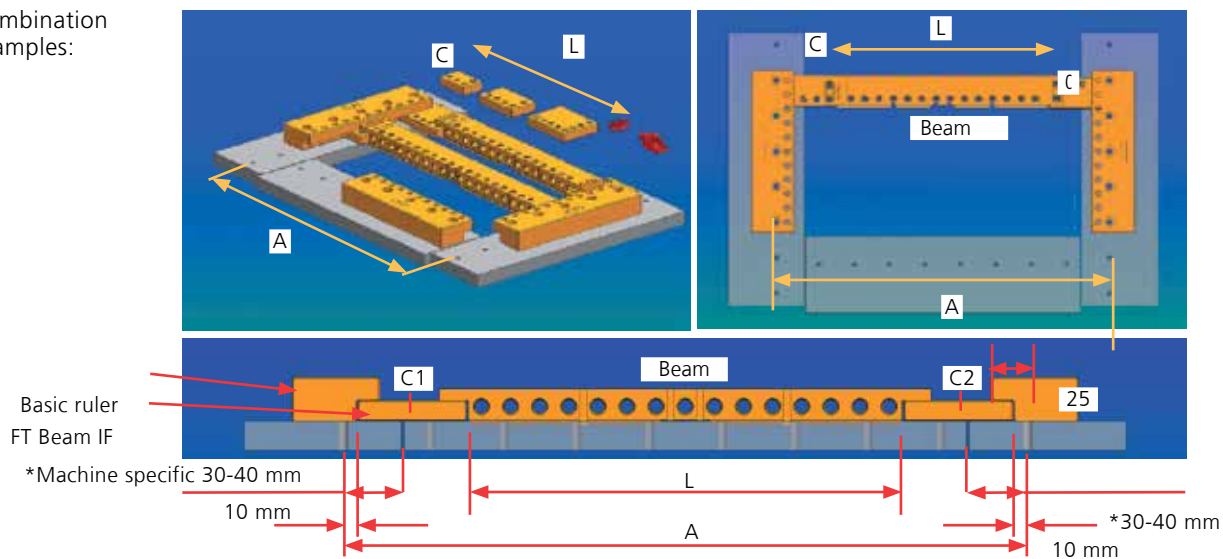 mbination
amples:
C
L
A
L
C
C
Beam
A
Beam
C1
C2
25
Basic ruler
FT Beam IF
*Machine specific 30-40 mm
L
10 mm
*30-40 mm
A
10 mm